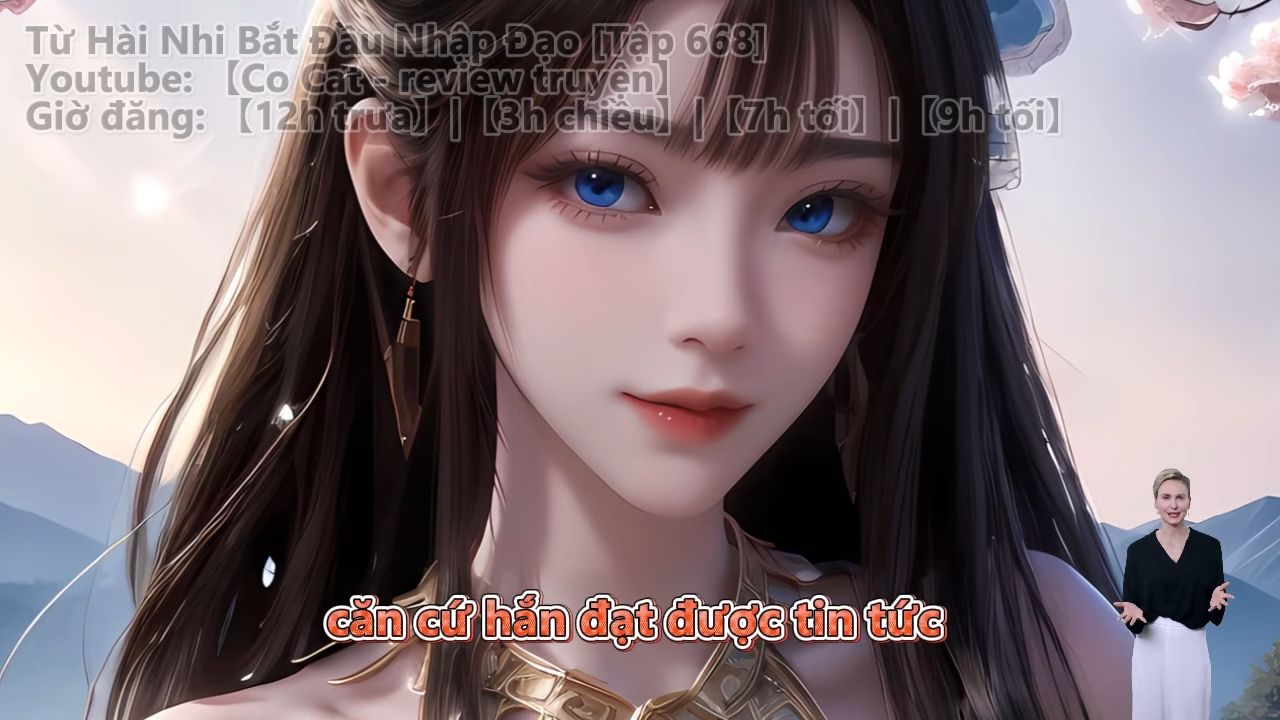 Từ Hài Nhi Bắt Đầu Nhập Đạo [Tập 668]
Youtube: 【Co Cat - review truyện】
Giờ đăng: 【12h trưa】 | 【3h chiều】 | 【7h tối】 | 【9h tối】
căn cứ hắn đạt được tin tức